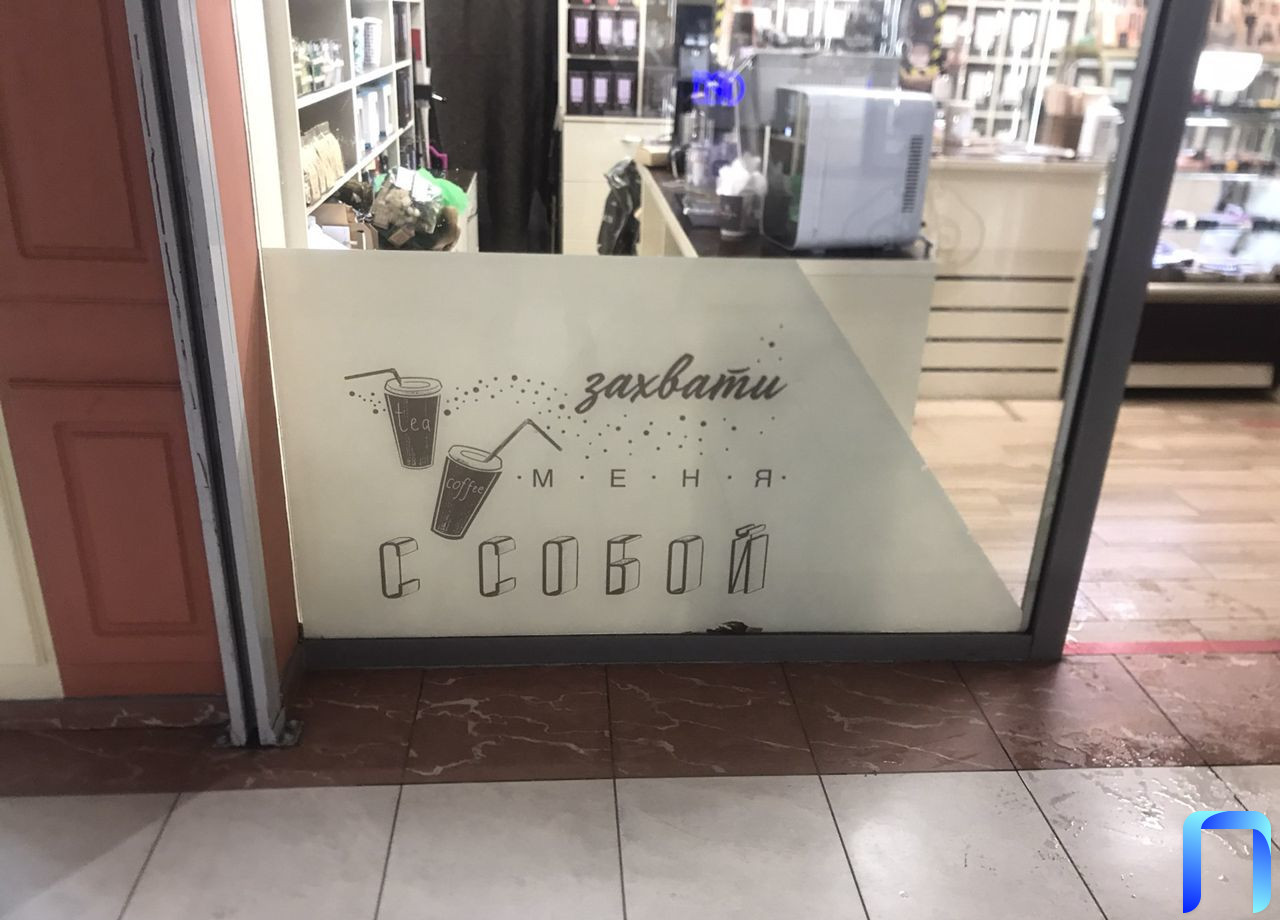 захвати
tea
coffee
·М·Е·Н·Я·
С СОБОЙ